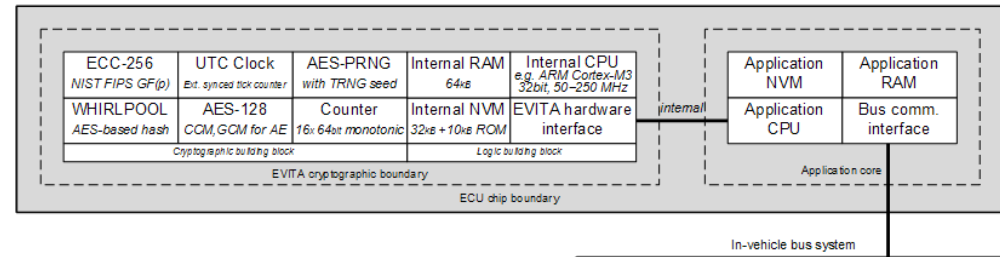 ECC-256 UTC Clock AES-PRNG Internal RAM Internal CPU
NIST FIPS GF(p) Ext. synced tick counter with TRNG seed 64kB e.g. ARM Cortex-M3
32bit, 50–250 MHz
WHIRLPOOL AES-128 Counter Internal NVM EVITA hardware
AES-based hash CCM,GCM for AE 16x 64bit monotonic 32kB + 10kB ROM interface
Cryptographic building block Logic building block
EVITA cryptographic boundary
internal
Application Application
NVM RAM
Application Bus comm.
CPU interface
Application core
ECU chip boundary
In-vehicle bus system